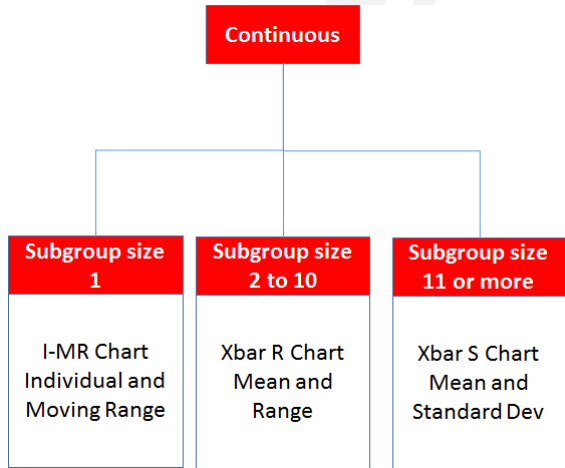 Continuous
Subgroup size
1
I-MR Chart
Individual and
Moving Range
Subgroup size
2 to 10
Xbar R Chart
Mean and
Range
Subgroup size
11 or more
Xbar S Chart
Mean and
Standard Dev